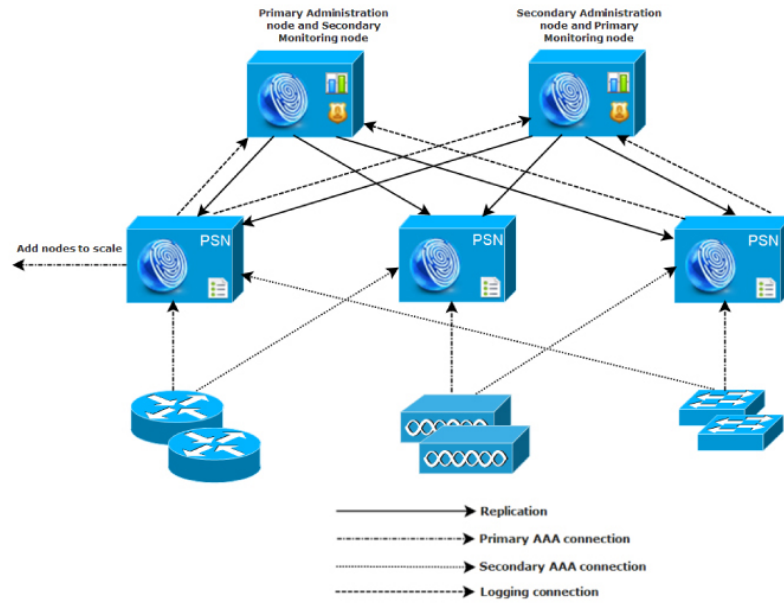 Primary Administration
node and Secondary
Monitoring node
Secondary Administration
node and Primary
Monitoring node
PSN
PSN
PSN
Add nodes to scale
Replication
Primary AAA connection
Secondary AAA connection
Logging connection